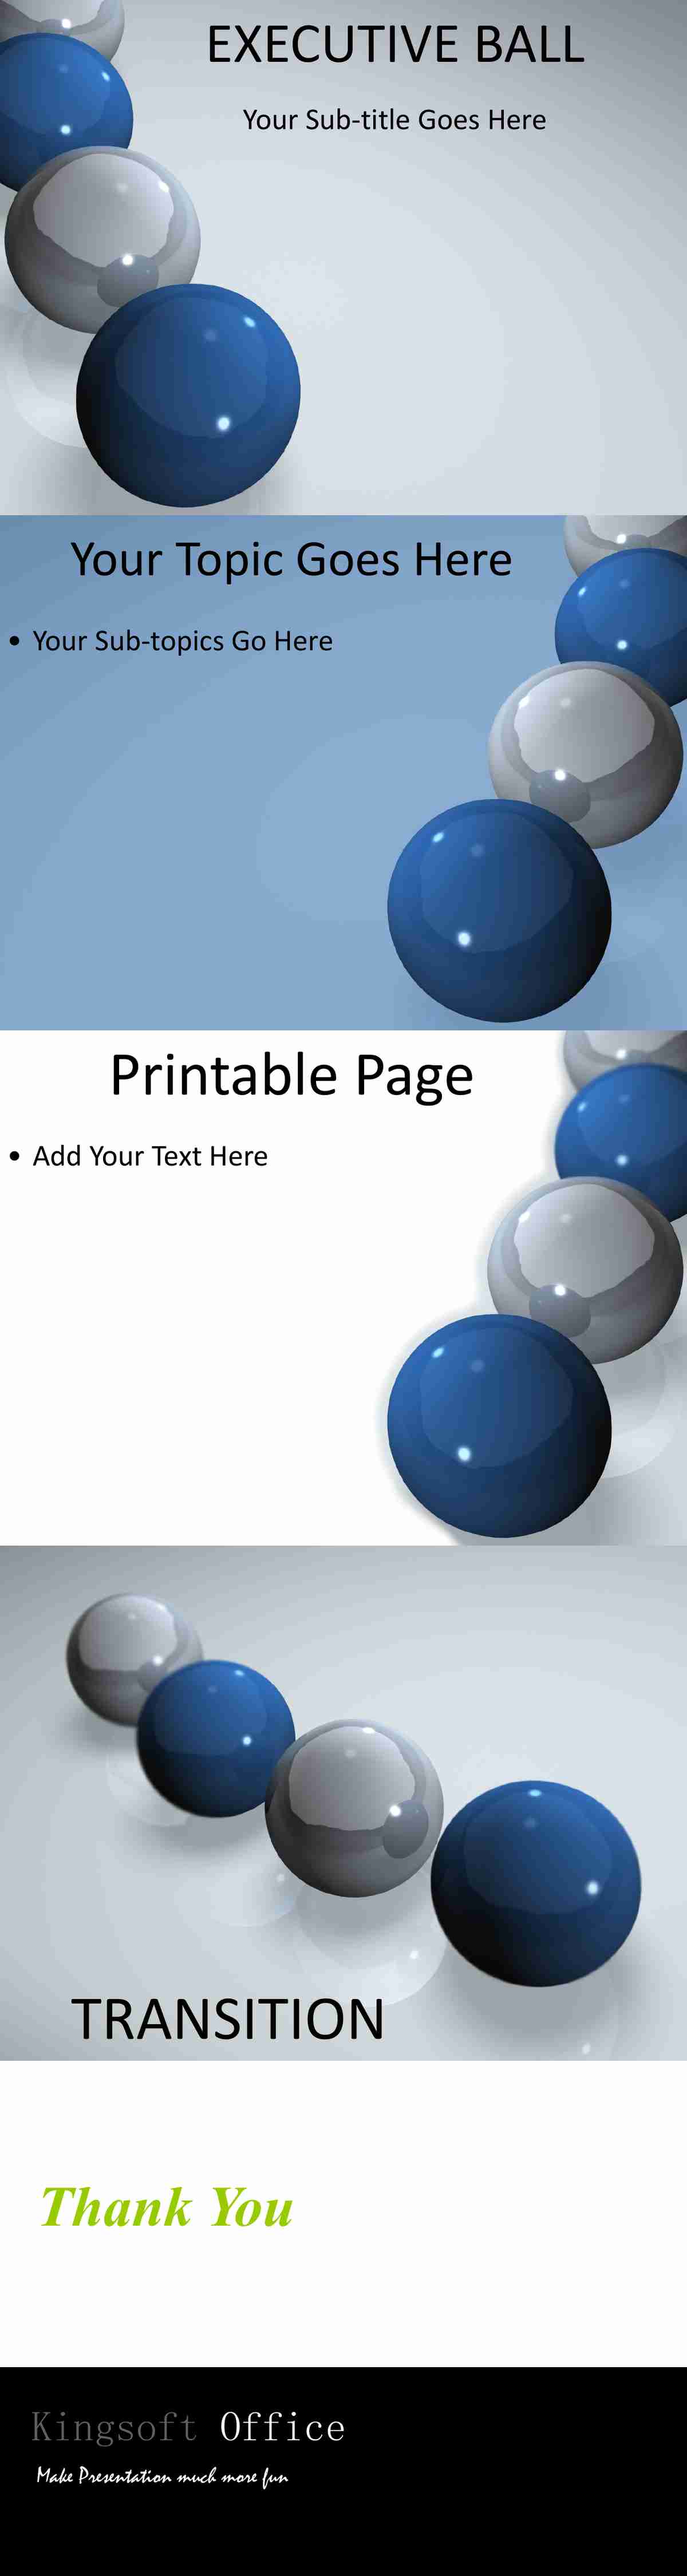 EXECUTIVE BALL
Your Sub-title Goes Here
Your Topic Goes Here
• Your Sub-topics Go Here
Printable Page
• Add Your Text Here
TRANSITION
Thank You
Kingsoft Office
Make Presentation much more fun